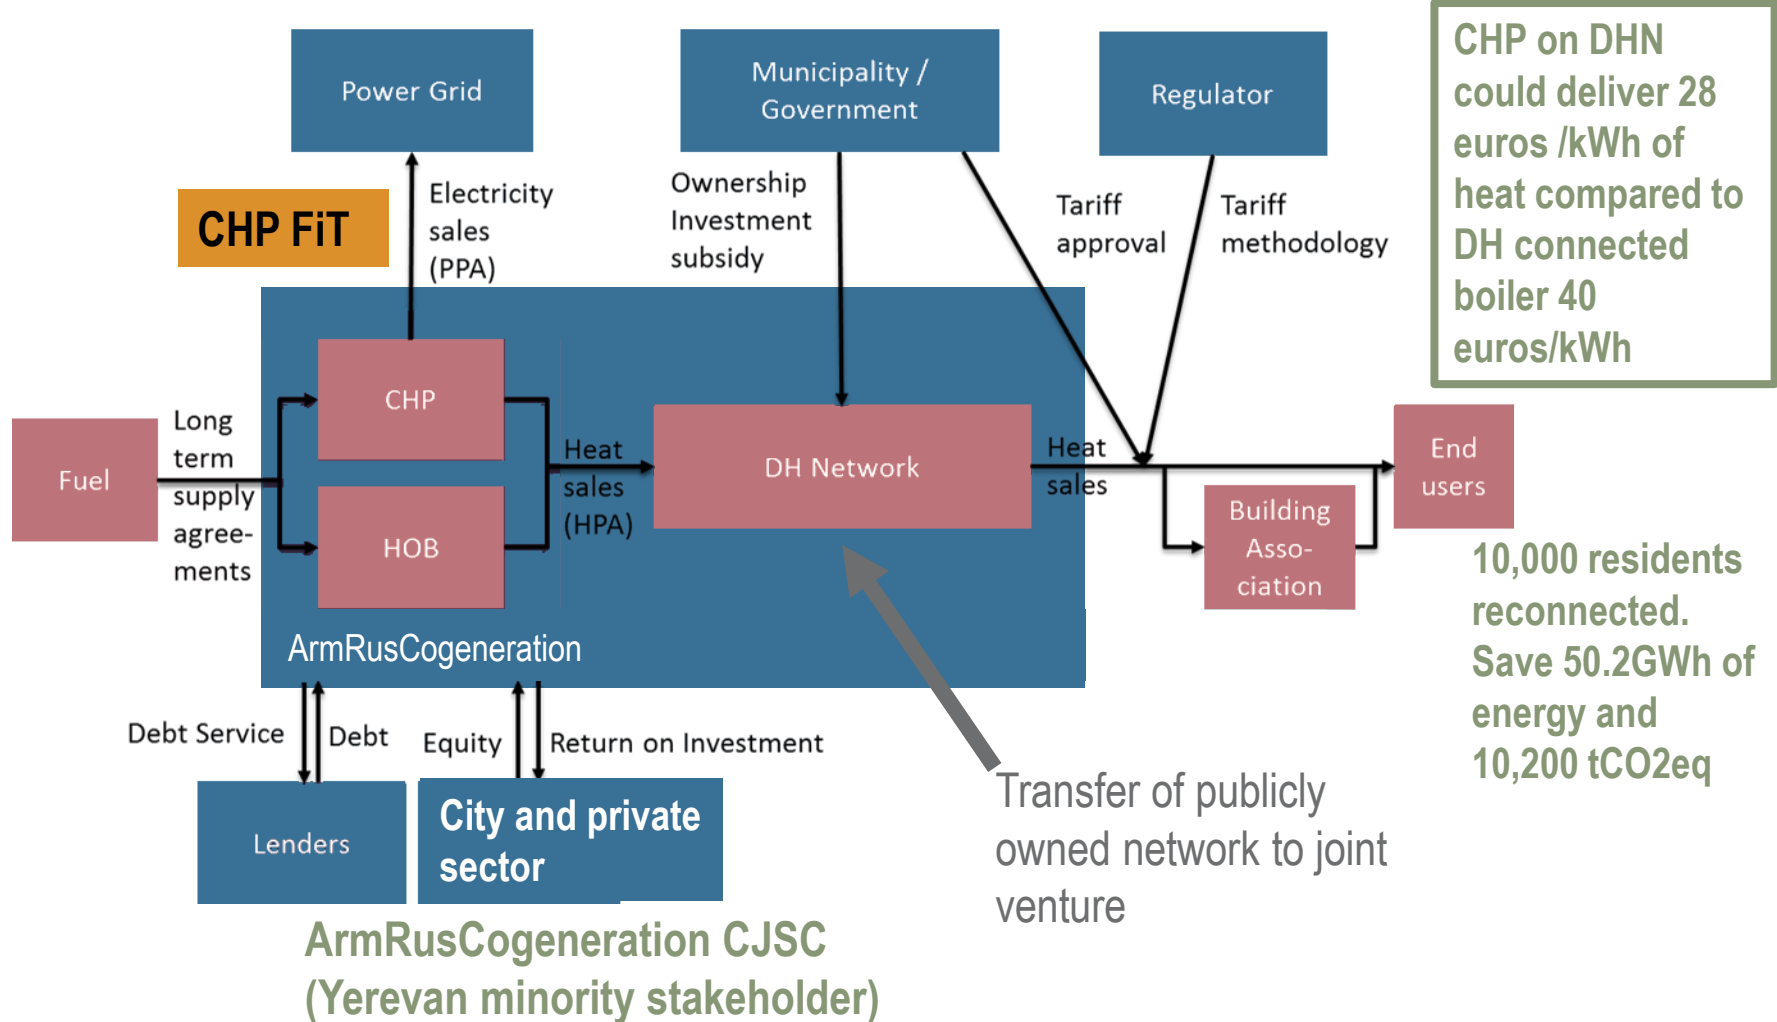 Power Grid
Municipality /
Government
Regulator
CHP on DHN
could deliver 28
euros /kWh of
heat compared to
DH connected
boiler 40
euros/kWh
CHP FiT
Electricity
sales
(PPA)
Ownership
Investment
subsidy
Tariff
approval
Tariff
methodology
Fuel
Long
term
supply
agree-
ments
CHP
HOB
Heat
sales
(HPA)
DH Network
Heat
sales
Building
Asso-
ciation
End
users
10,000 residents
reconnected.
Save 50.2GWh of
energy and
10,200 tCO2eq
ArmRusCogeneration
Debt Service
Debt
Equity
Return on Investment
Lenders
City and private
sector
Transfer of publicly
owned network to joint
venture
ArmRusCogeneration CJSC
(Yerevan minority stakeholder)